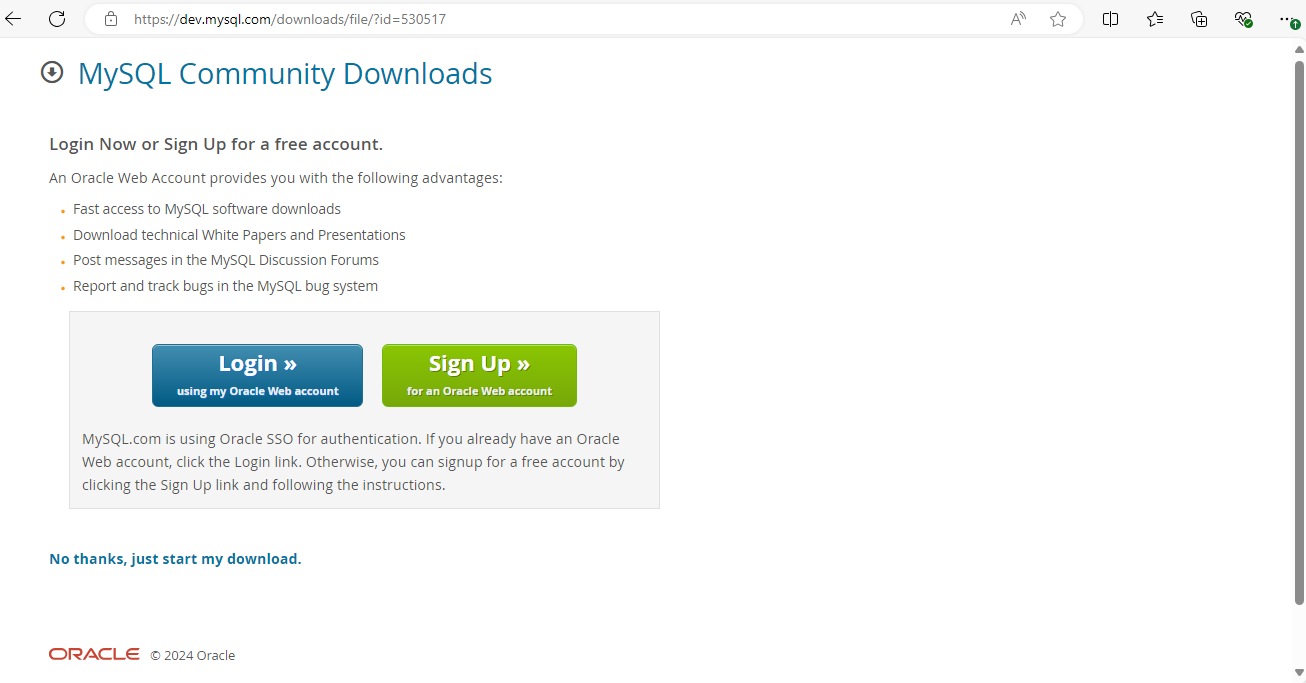 https://dev.mysql.com/downloads/file/?id=530517
MySQL Community Downloads
Login Now or Sign Up for a free account.
An Oracle Web Account provides you with the following advantages:
Fast access to MySQL software downloads
Download technical White Papers and Presentations
Post messages in the MySQL Discussion Forums
Report and track bugs in the MySQL bug system
Login »
using my Oracle Web account
Sign Up »
for an Oracle Web account
MySQL.com is using Oracle SSO for authentication. If you already have an Oracle
Web account, click the Login link. Otherwise, you can signup for a free account by
clicking the Sign Up link and following the instructions.
No thanks, just start my download.
ORACLE © 2024 Oracle